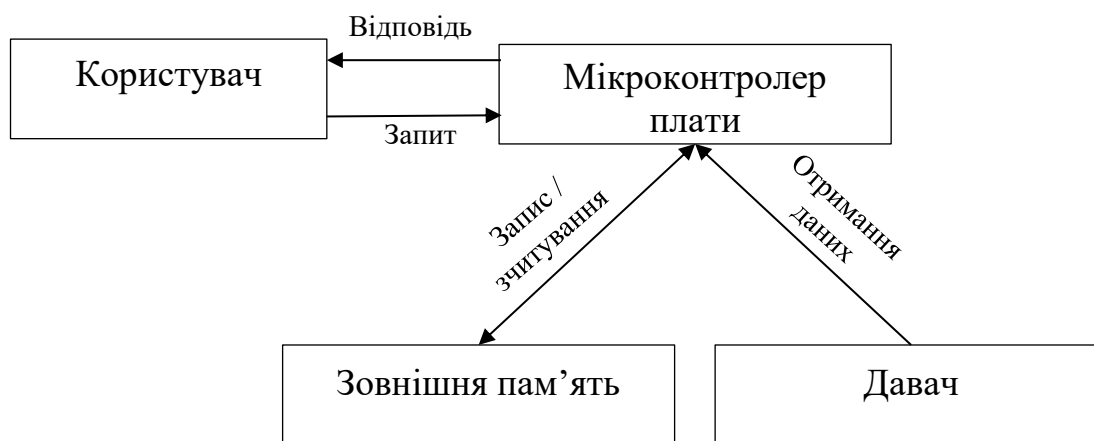 Відповідь
Користувач
Мікроконтролер
плати
Запит
Запис /
зчитування
Отримання
даних
Зовнішня пам’ять
Давач